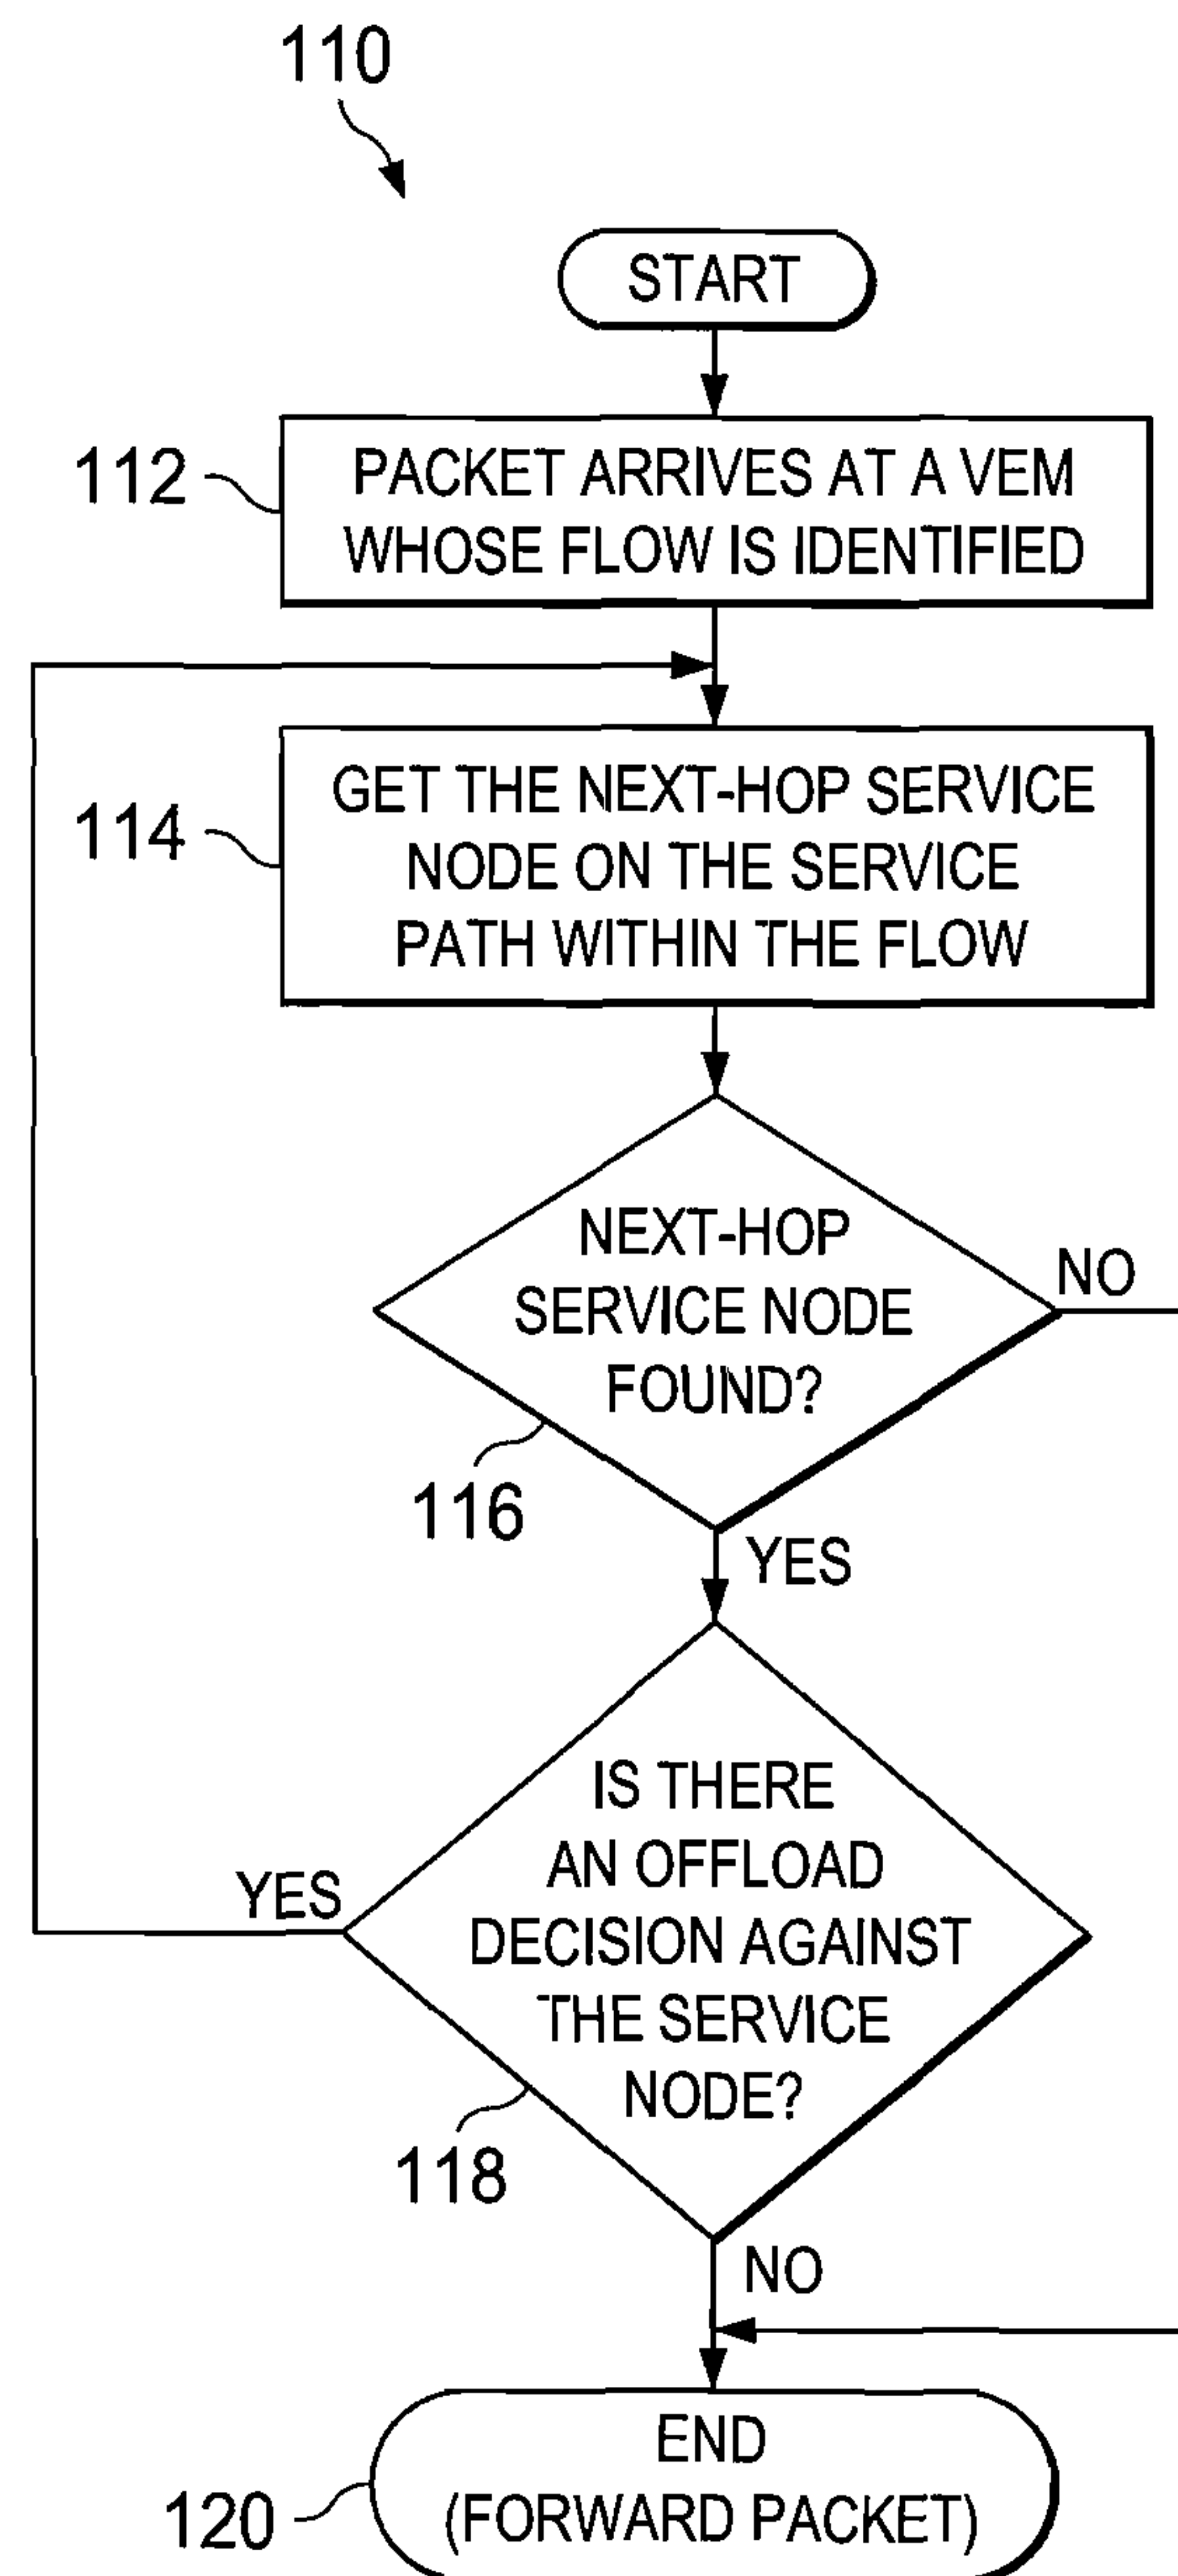 110
START
112
PACKET ARRIVES AT A VEM
WHOSE FLOW IS IDENTIFIED
114
GET THE NEXT-HOP SERVICE
NODE ON THE SERVICE
PATH WITHIN THE FLOW
NEXT-HOP
SERVICE NODE
FOUND?
NO
116
YES
IS THERE
AN OFFLOAD
DECISION AGAINST
THE SERVICE
NODE?
YES
118
NO
END
(FORWARD PACKET)
120